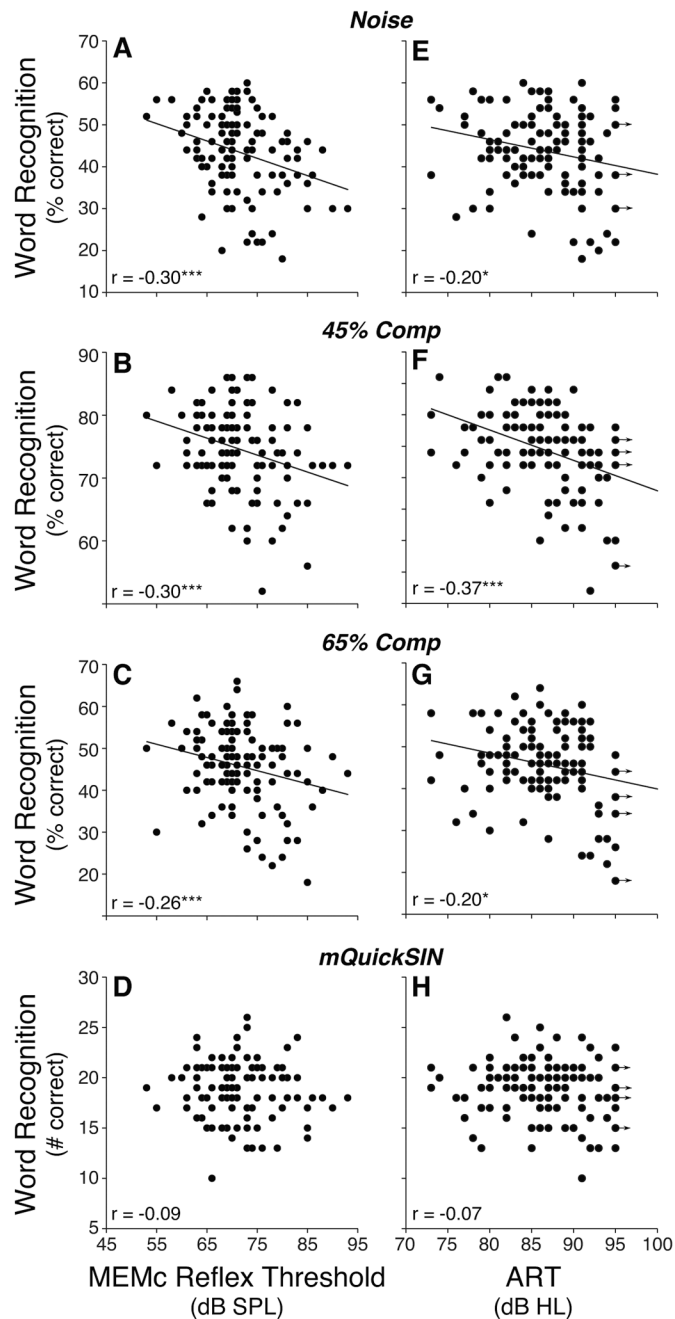 Noise
A
E
Word Recognition
(% correct)
70
60
50
40
30
20
10
r = -0.30***
r = -0.20*
45% Comp
B
F
Word Recognition
(% correct)
90
80
70
60
r = -0.30***
r = -0.37***
65% Comp
C
G
Word Recognition
(% correct)
70
60
50
40
30
20
r = -0.26***
r = -0.20*
mQuickSIN
D
H
Word Recognition
(# correct)
30
25
20
15
10
5
r = -0.09
r = -0.07
45 55 65 75 85 95
70 75 80 85 90 95 100
MEMc Reflex Threshold
(dB SPL)
ART
(dB HL)